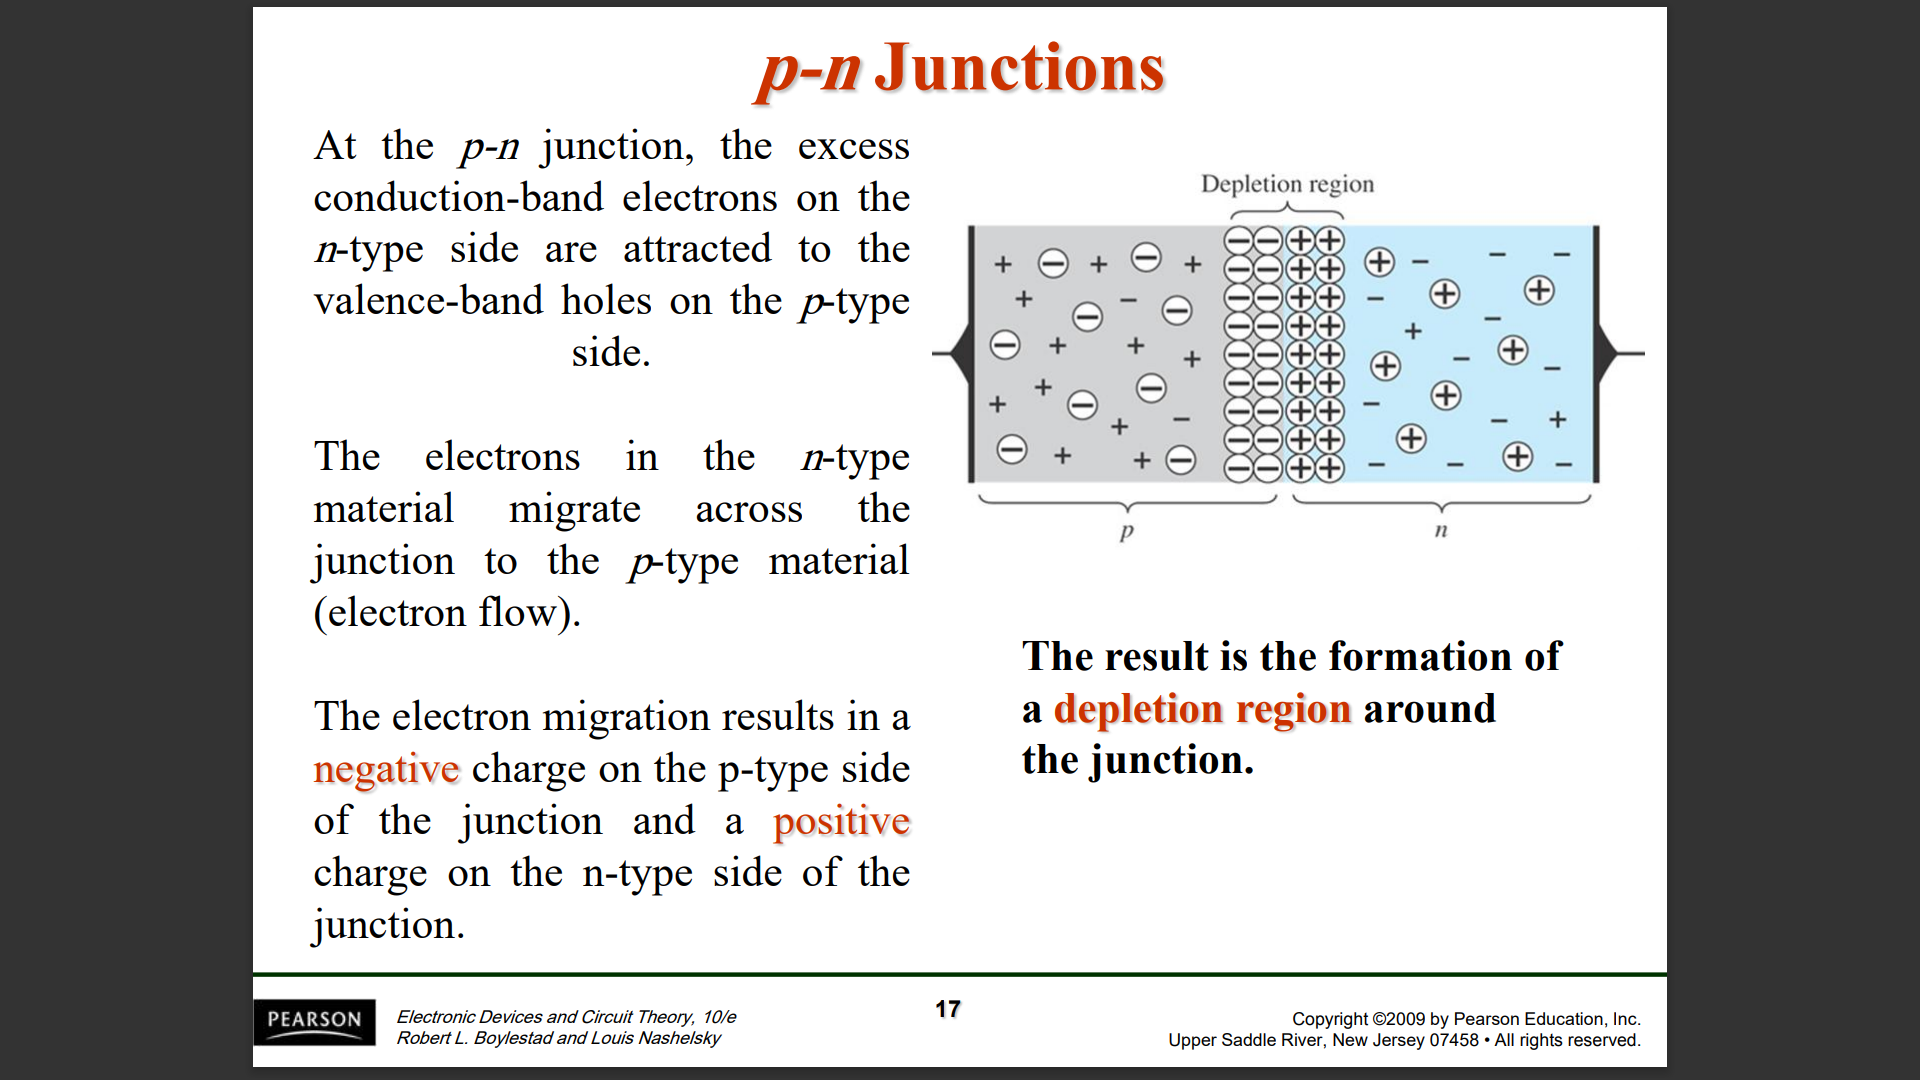 p-n Junctions
At the p-n junction, the excess
conduction-band electrons on the
n-type side are attracted to the
valence-band holes on the p-type
side.
The electrons in the n-type
material migrate across the
junction to the p-type material
(electron flow).
The electron migration results in a
negative charge on the p-type side
of the junction and a positive
charge on the n-type side of the
junction.
Depletion region
p
n
The result is the formation of
a depletion region around
the junction.
PEARSON
Electronic Devices and Circuit Theory, 10/e
Robert L. Boylestad and Louis Nashelsky
17
Copyright ©2009 by Pearson Education, Inc.
Upper Saddle River, New Jersey 07458 • All rights reserved.